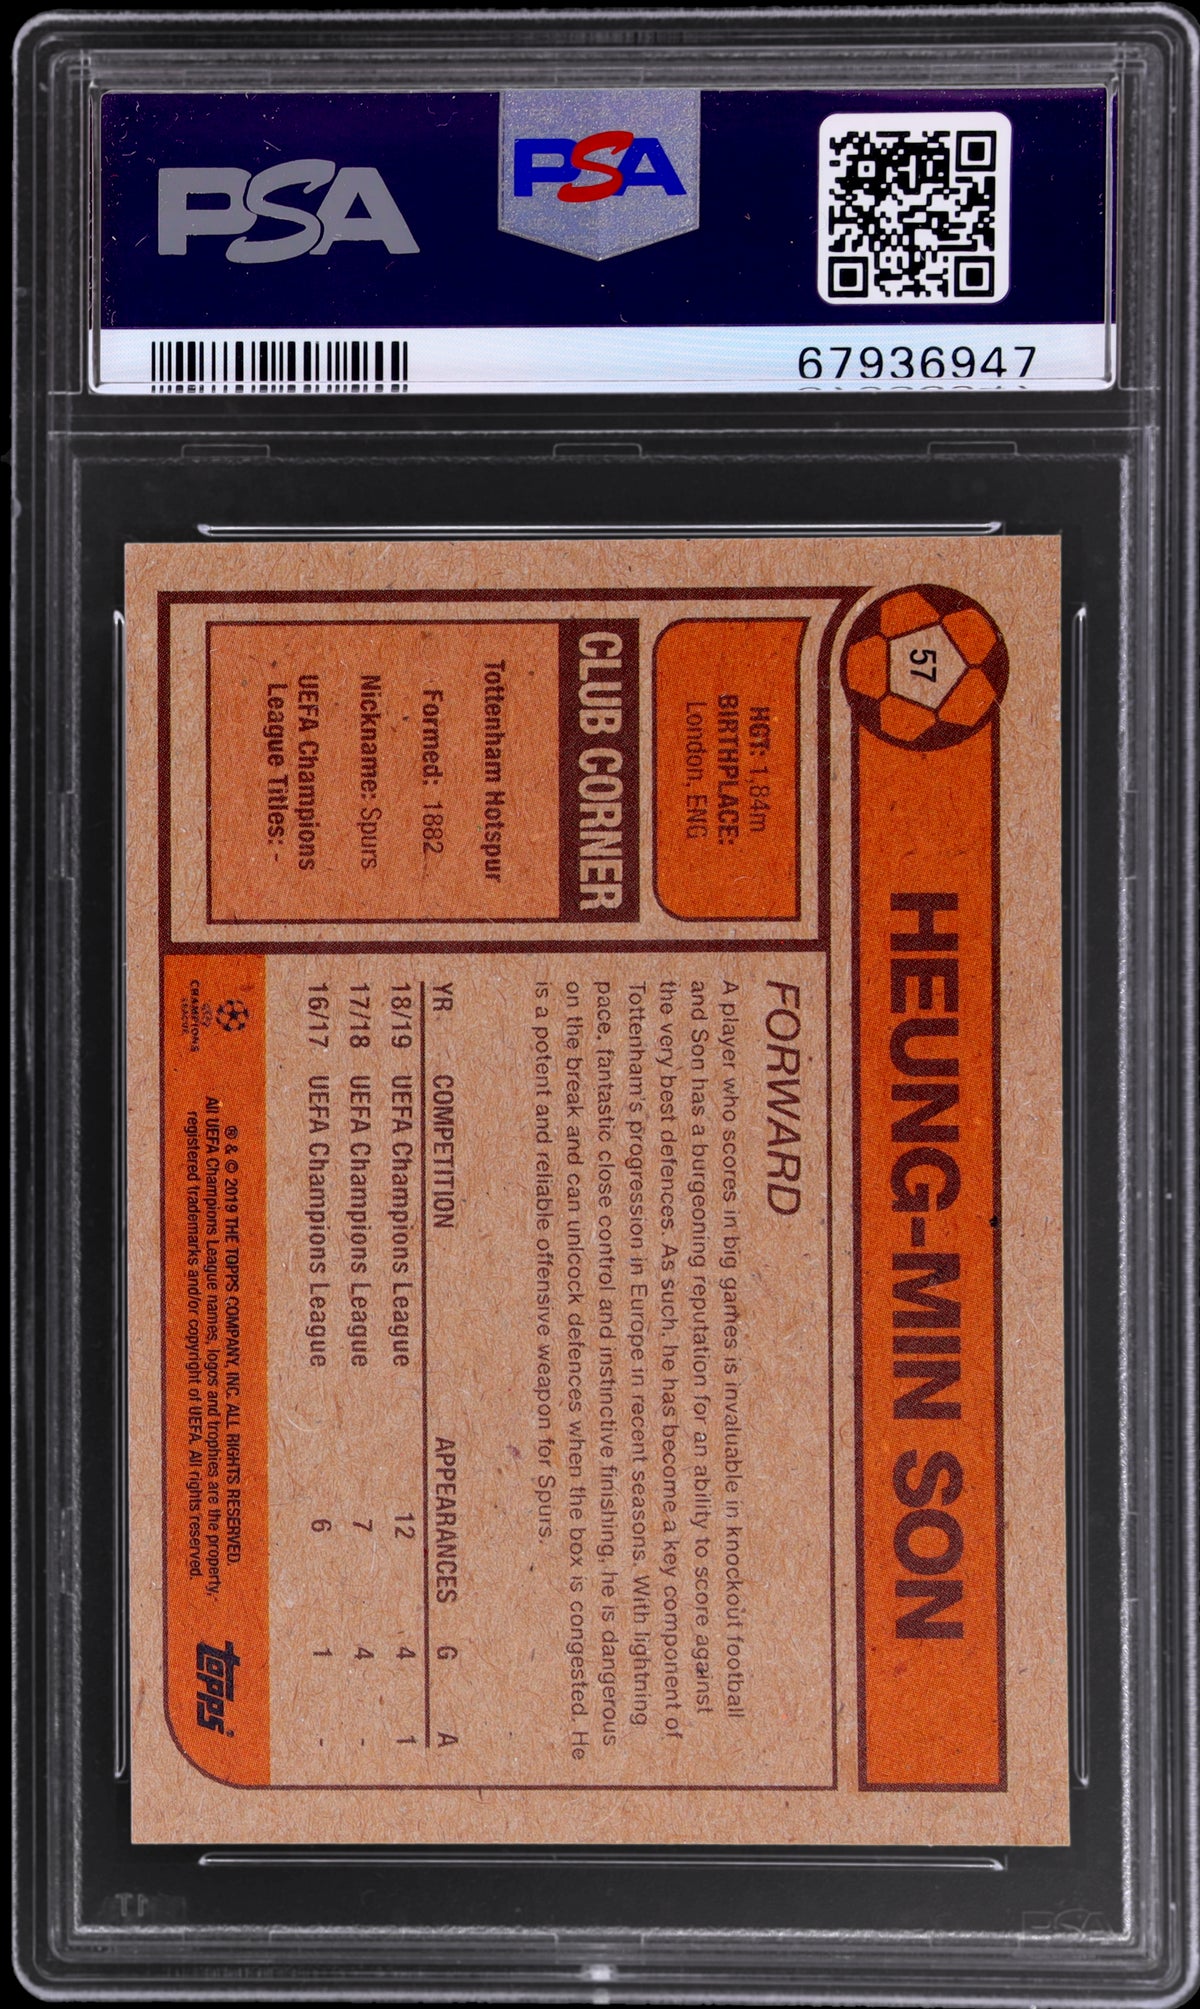 PSA
PSA
67936947
57
HEUNG-MIN SON
HGT: 1,84m
BIRTHPLACE:
London, ENG
CLUB CORNER
Tottenham Hotspur
Formed: 1882
Nickname: Spurs
UEFA Champions
League Titles: -
FORWARD
A player who scores in big games is invaluable in knockout football
and Son has a burgeoning reputation for an ability to score against
the very best defences. As such, he has become a key component of
Tottenham's progression in Europe in recent seasons. With lightning
pace, fantastic close control and instinctive finishing, he is dangerous
on the break and can unlcock defences when the box is congested. He
is a potent and reliable offensive weapon for Spurs.
YR COMPETITION APPEARANCES G A
18/19 UEFA Champions League 12 4 1
17/18 UEFA Champions League 7 4 -
16/17 UEFA Champions League 6 1 -
UEFA
CHAMPIONS
LEAGUE
® & © 2019 THE TOPPS COMPANY, INC. ALL RIGHTS RESERVED.
All UEFA Champions League names, logos and trophies are the property,
registered trademarks and/or copyright of UEFA. All rights reserved.
topps®
PSA